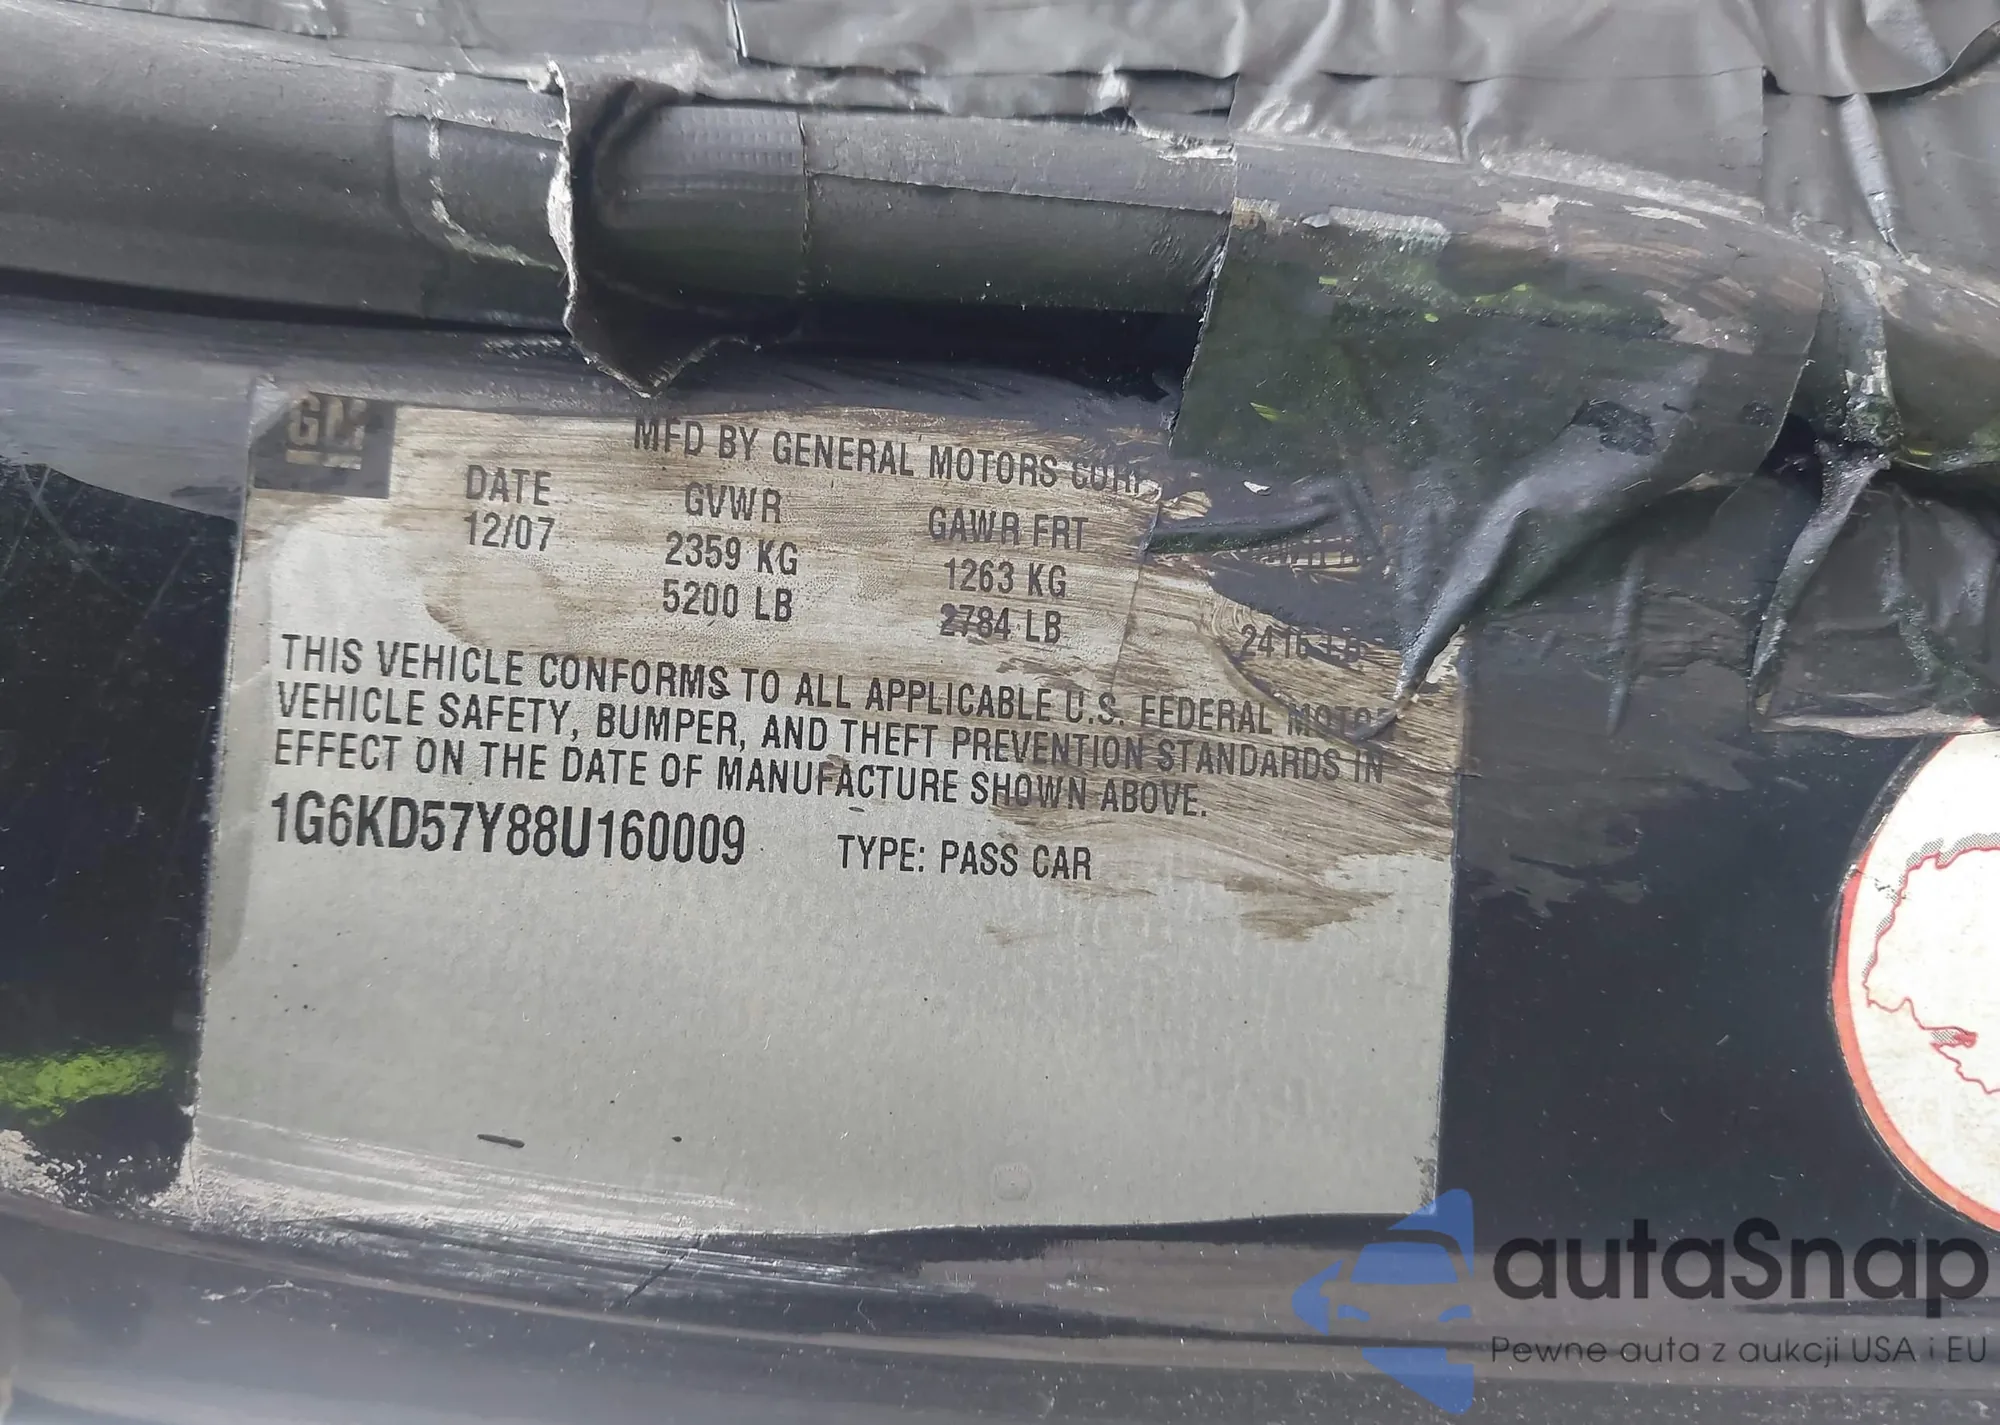 GM
MFD BY GENERAL MOTORS CORP
DATE GVWR GAWR FRT
12/07 2359 KG 1263 KG
5200 LB 2784 LB 2416 LB
THIS VEHICLE CONFORMS TO ALL APPLICABLE U.S. FEDERAL MOTOR
VEHICLE SAFETY, BUMPER, AND THEFT PREVENTION STANDARDS IN
EFFECT ON THE DATE OF MANUFACTURE SHOWN ABOVE.
1G6KD57Y88U160009 TYPE: PASS CAR
autaSnap
Pewne auta z aukcji USA i EU